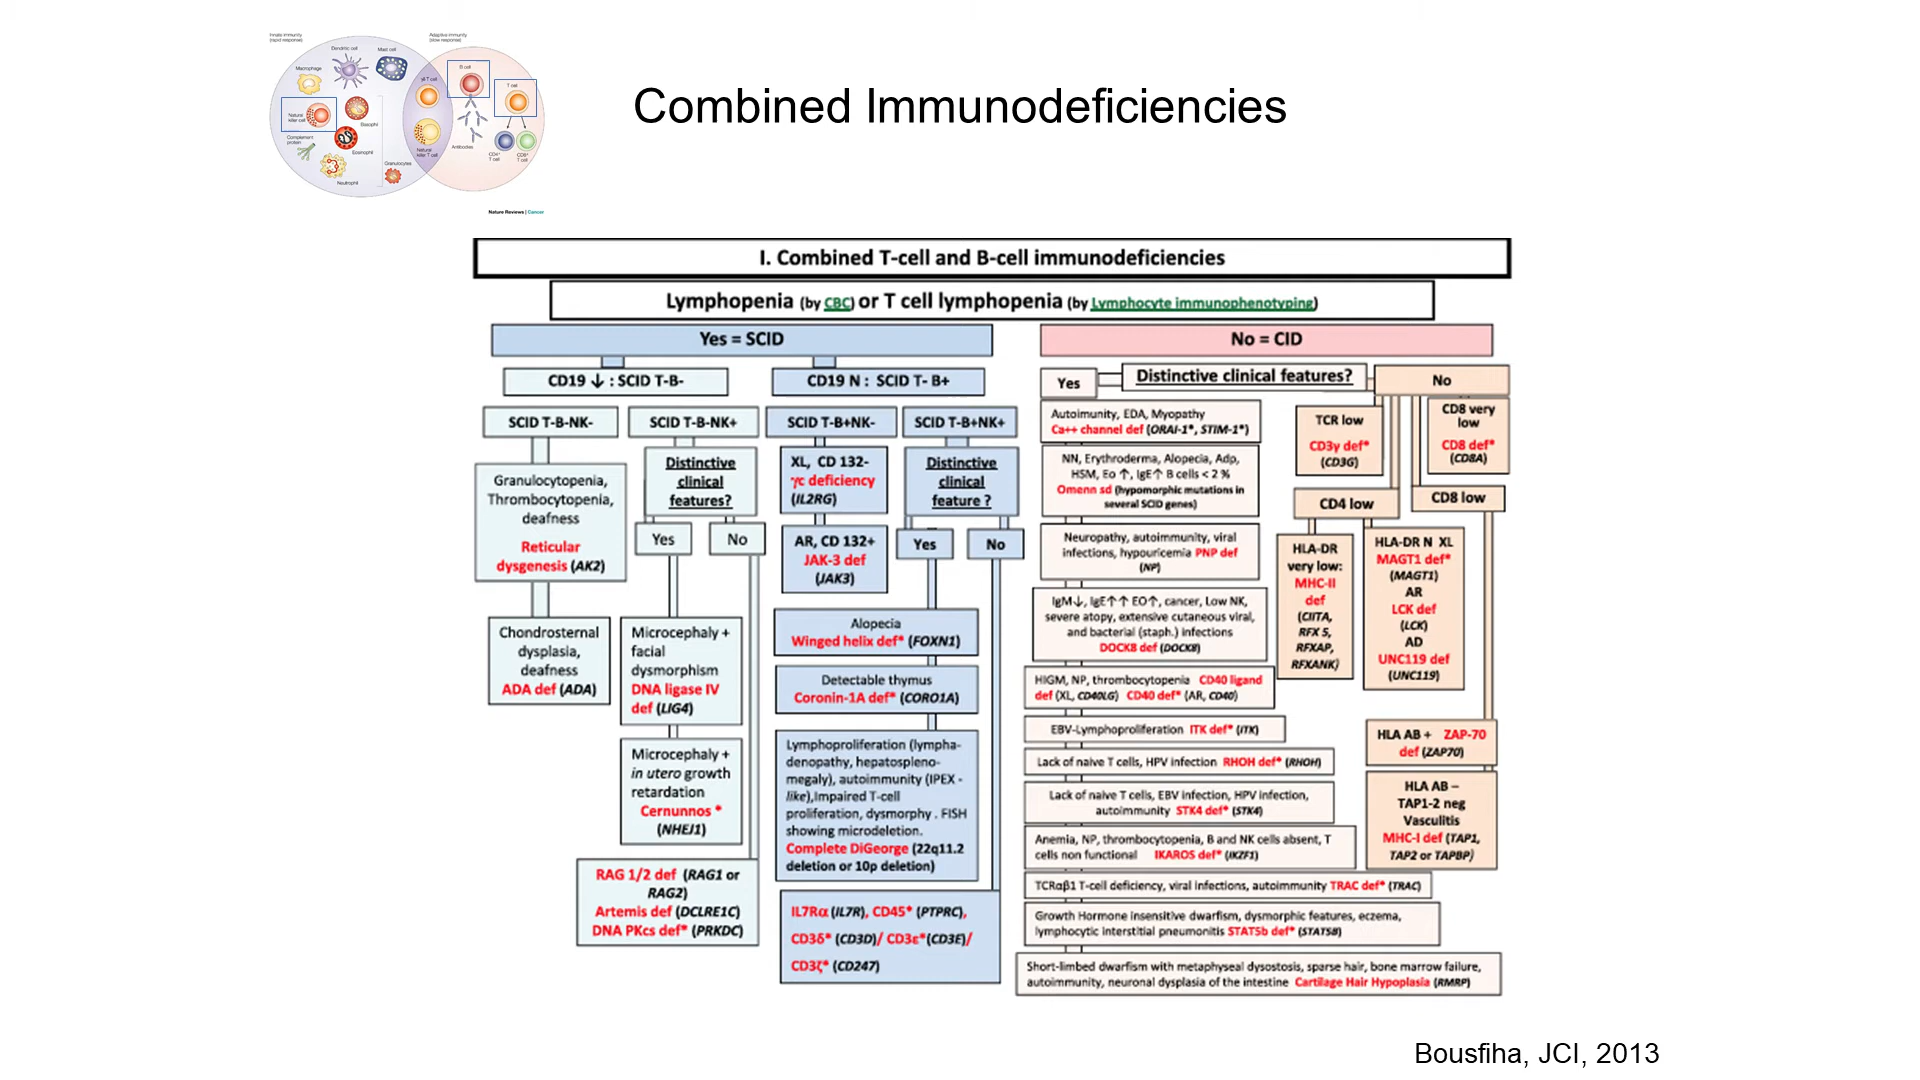 Innate immunity
(rapid response)
Adaptive immunity
(slow response)
Dendritic cell
Mast cell
Macrophage
γδ T cell
B cell
T cell
Natural
killer cell
Basophil
Complement
protein
Eosinophil
Granulocytes
Neutrophil
Natural
killer T cell
Antibodies
CD4+
T cell
CD8+
T cell
Nature Reviews | Cancer
Combined Immunodeficiencies
I. Combined T-cell and B-cell immunodeficiencies
Lymphopenia (by CBC) or T cell lymphopenia (by Lymphocyte immunophenotyping)
Yes = SCID
CD19 ↓ : SCID T-B-
CD19 N : SCID T- B+
SCID T-B-NK-
SCID T-B-NK+
SCID T-B+NK-
SCID T-B+NK+
Granulocytopenia,
Thrombocytopenia,
deafness
Reticular
dysgenesis (AK2)
Chondrosternal
dysplasia,
deafness
ADA def (ADA)
Distinctive
clinical
features?
Yes
No
Microcephaly +
facial
dysmorphism
DNA ligase IV
def (LIG4)
Microcephaly +
in utero growth
retardation
Cernunnos *
(NHEJ1)
RAG 1/2 def (RAG1 or
RAG2)
Artemis def (DCLRE1C)
DNA PKcs def* (PRKDC)
XL, CD 132-
γc deficiency
(IL2RG)
AR, CD 132+
JAK-3 def
(JAK3)
Distinctive
clinical
feature ?
Yes
No
Alopecia
Winged helix def* (FOXN1)
Detectable thymus
Coronin-1A def* (CORO1A)
Lymphoproliferation (lympha-
denopathy, hepatospleno-
megaly), autoimmunity (IPEX -
like),Impaired T-cell
proliferation, dysmorphy . FISH
showing microdeletion.
Complete DiGeorge (22q11.2
deletion or 10p deletion)
IL7Rα (IL7R), CD45* (PTPRC),
CD3δ* (CD3D)/ CD3ε*(CD3E)/
CD3ζ* (CD247)
No = CID
Yes
Distinctive clinical features?
No
Autoimunity, EDA, Myopathy
Ca++ channel def (ORAI-1*, STIM-1*)
NN, Erythroderma, Alopecia, Adp,
HSM, Eo ↑, IgE↑ B cells < 2 %
Omenn sd (hypomorphic mutations in
several SCID genes)
Neuropathy, autoimmunity, viral
infections, hypouricemia PNP def
(NP)
IgM↓, IgE↑↑ EO↑, cancer, Low NK,
severe atopy, extensive cutaneous viral,
and bacterial (staph.) infections
DOCK8 def (DOCK8)
HIGM, NP, thrombocytopenia CD40 ligand
def (XL, CD40LG) CD40 def* (AR, CD40)
EBV-Lymphoproliferation ITK def* (ITK)
Lack of naive T cells, HPV infection RHOH def* (RHOH)
Lack of naive T cells, EBV infection, HPV infection,
autoimmunity STK4 def* (STK4)
Anemia, NP, thrombocytopenia, B and NK cells absent, T
cells non functional IKAROS def* (IKZF1)
TCRαβ1 T-cell deficiency, viral infections, autoimmunity TRAC def* (TRAC)
Growth Hormone insensitive dwarfism, dysmorphic features, eczema,
lymphocytic interstitial pneumonitis STAT5b def* (STAT5B)
Short-limbed dwarfism with metaphyseal dysostosis, sparse hair, bone marrow failure,
autoimmunity, neuronal dysplasia of the intestine Cartilage Hair Hypoplasia (RMRP)
TCR low
CD3γ def*
(CD3G)
CD8 very
low
CD8 def*
(CD8A)
CD4 low
CD8 low
HLA-DR
very low:
MHC-II
def
(CIITA,
RFX 5,
RFXAP,
RFXANK)
HLA-DR N XL
MAGT1 def*
(MAGT1)
AR
LCK def
(LCK)
AD
UNC119 def
(UNC119)
HLA AB + ZAP-70
def (ZAP70)
HLA AB –
TAP1-2 neg
Vasculitis
MHC-I def (TAP1,
TAP2 or TAPBP)
Bousfiha, JCI, 2013